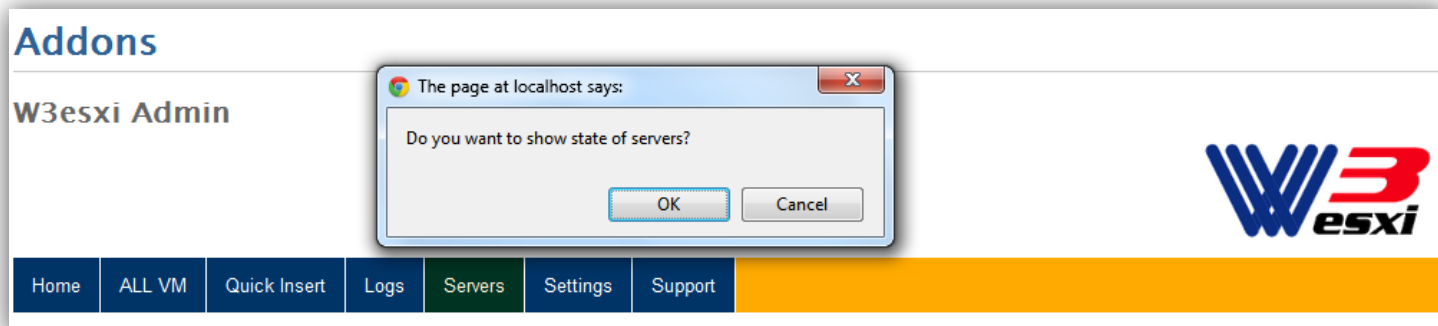 Addons
W3esxi Admin
The page at localhost says:
Do you want to show state of servers?
OK Cancel
W3
esxi
Home ALL VM Quick Insert Logs Servers Settings Support